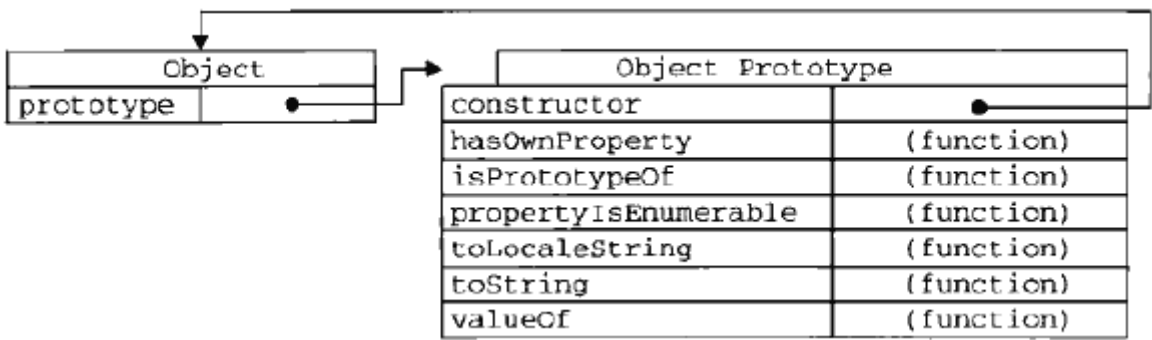 Object
prototype
Object Prototype
constructor
hasOwnProperty (function)
isPrototypeOf (function)
propertyIsEnumerable (function)
toLocaleString (function)
toString (function)
valueOf (function)